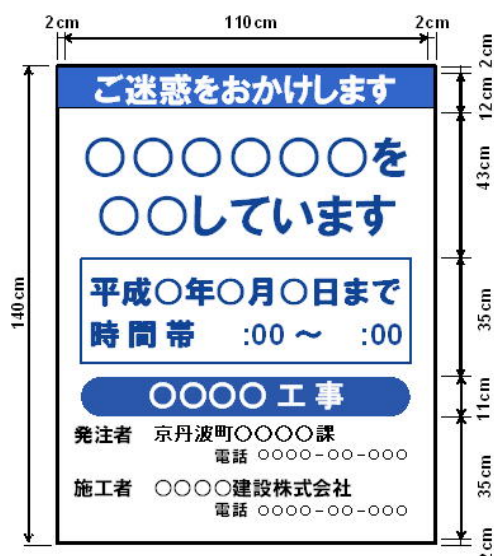 2cm 110cm 2cm
2cm
ご迷惑をおかけします
12cm
○○○○○○を
○○しています
43cm
140cm
平成○年○月○日まで
時間帯 :00～ :00
35cm
○○○○工事
11cm
発注者 京丹波町○○○○課
電話 ○○○○-○○-○○○
施工者 ○○○○建設株式会社
電話 ○○○○-○○-○○○
35cm
2cm